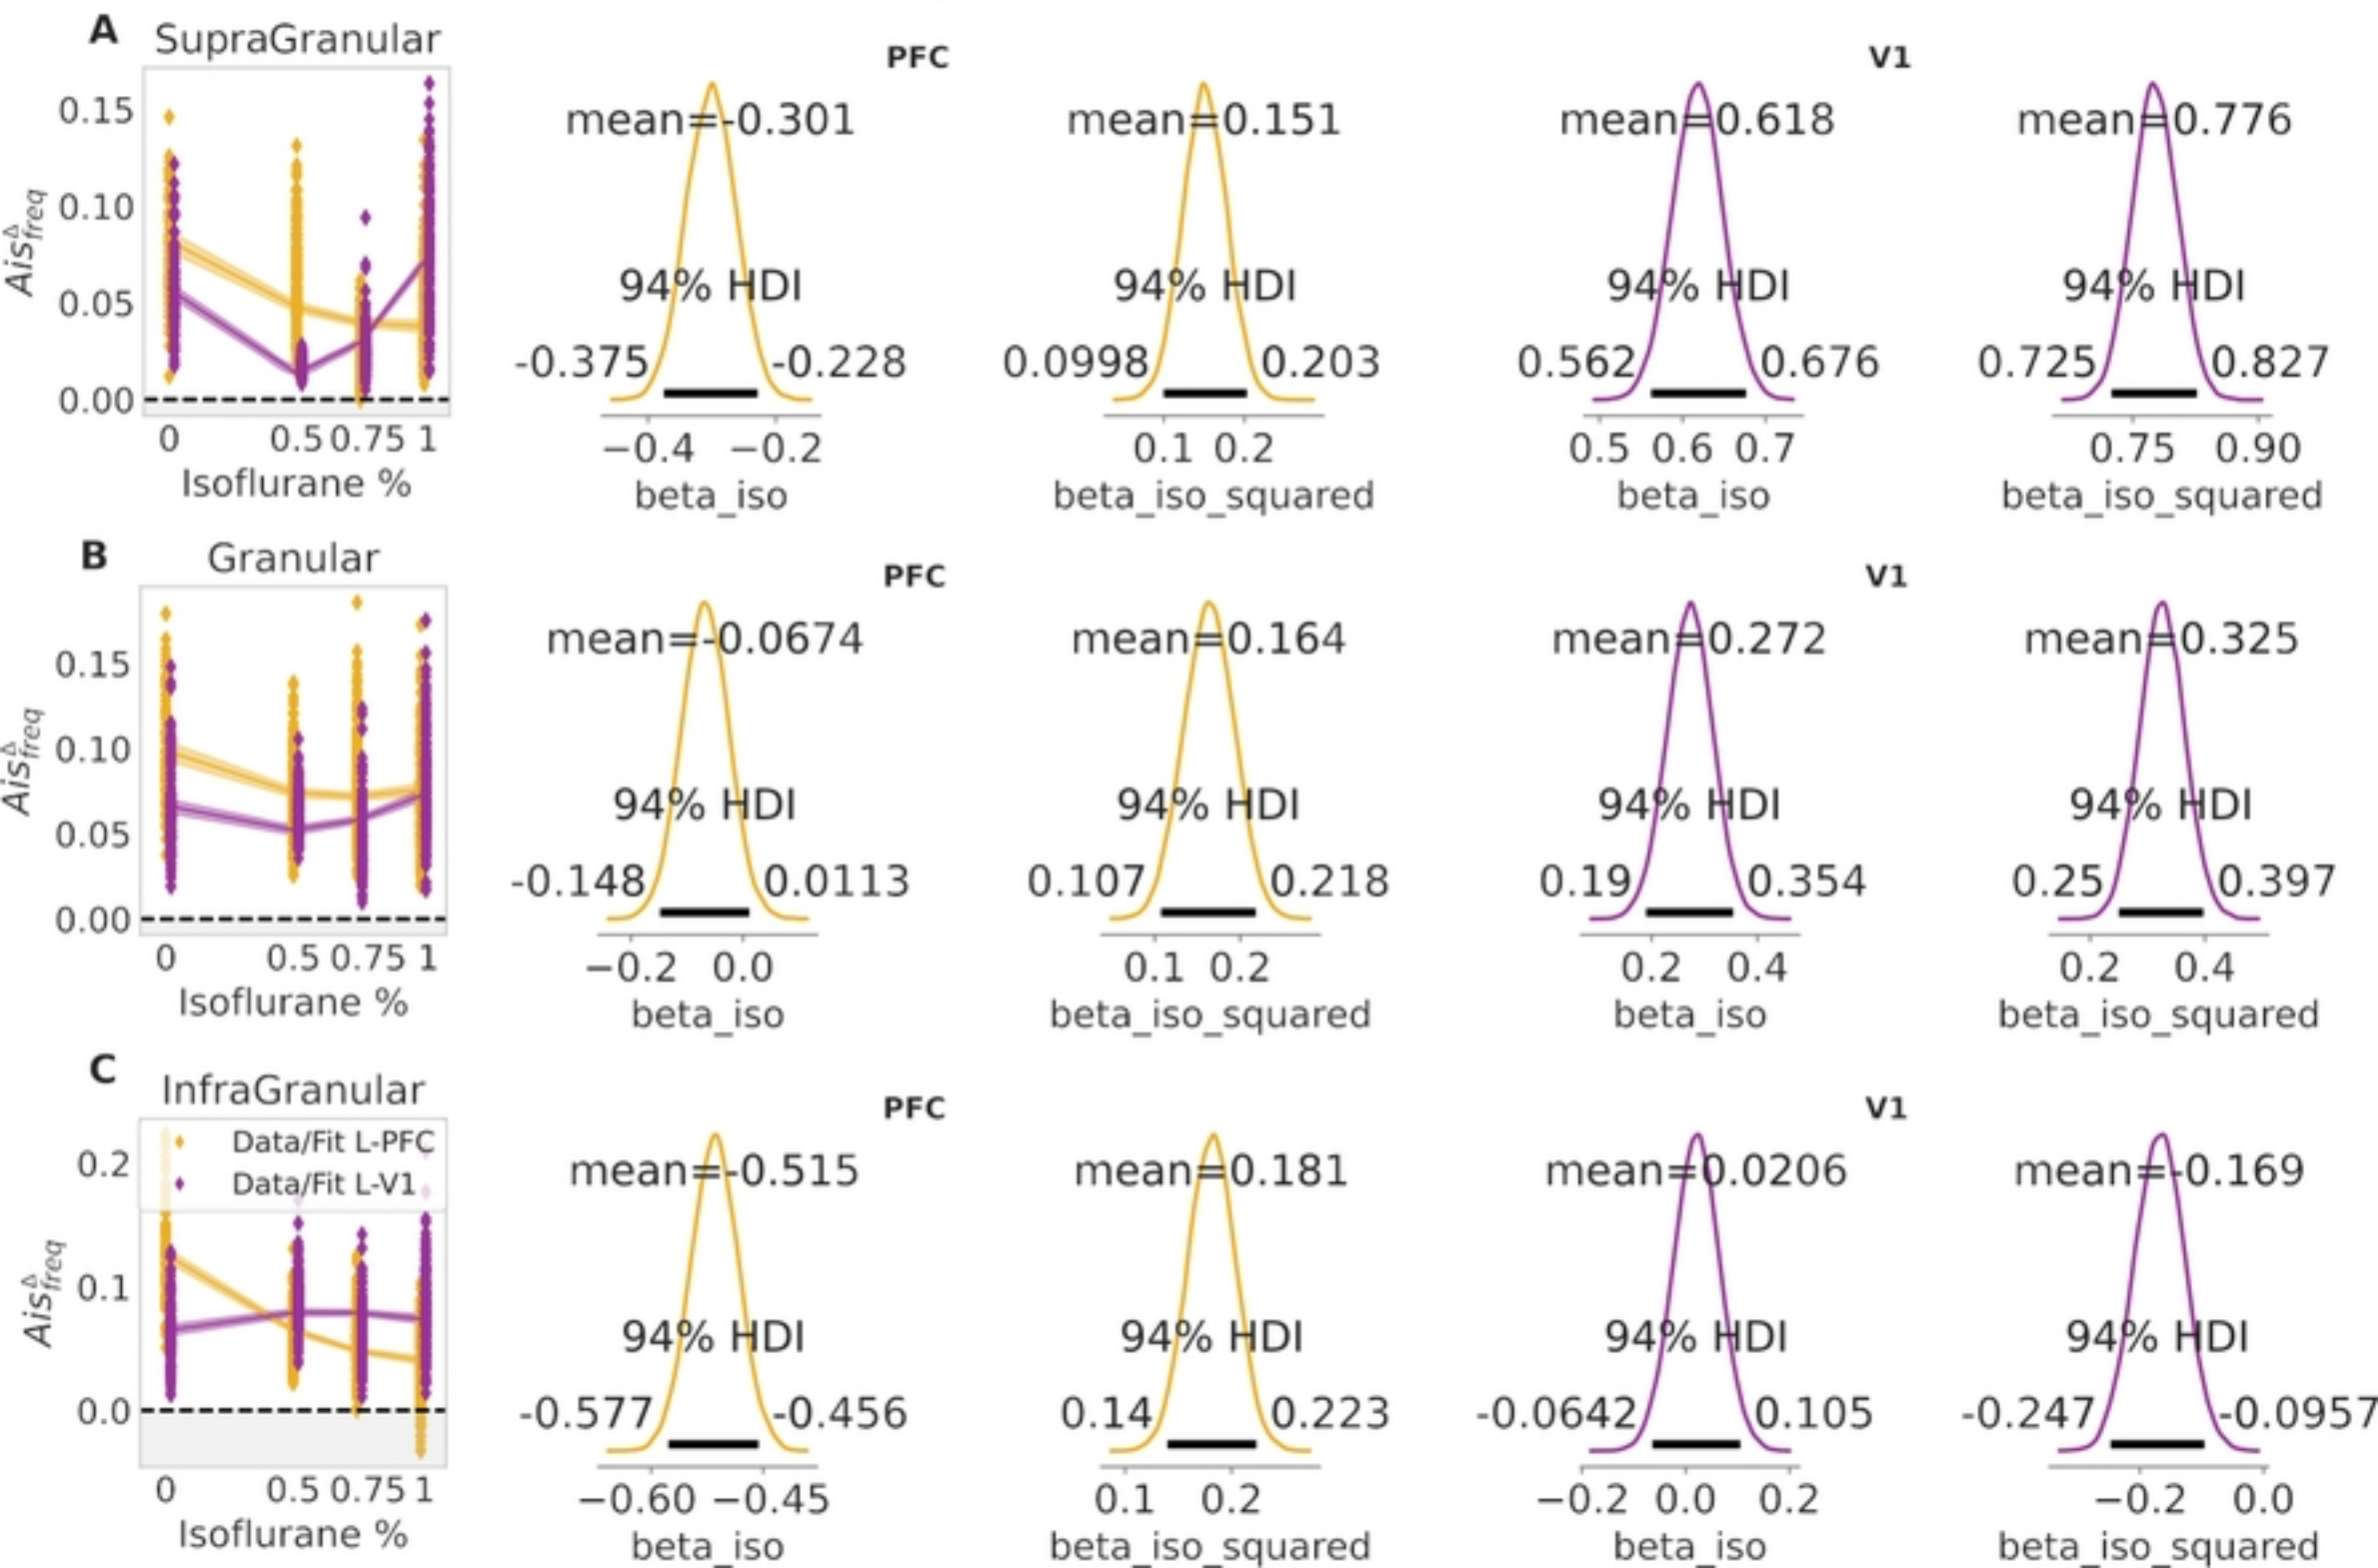 A
SupraGranular
PFC
V1
0.15
0.10
0.05
0.00
Ais^Δ_freq
0 0.5 0.75 1
Isoflurane %
mean=-0.301
94% HDI
-0.375 -0.228
−0.4 −0.2
beta_iso
mean=0.151
94% HDI
0.0998 0.203
0.1 0.2
beta_iso_squared
mean=0.618
94% HDI
0.562 0.676
0.5 0.6 0.7
beta_iso
mean=0.776
94% HDI
0.725 0.827
0.75 0.90
beta_iso_squared
B
Granular
PFC
V1
0.15
0.10
0.05
0.00
Ais^Δ_freq
0 0.5 0.75 1
Isoflurane %
mean=-0.0674
94% HDI
-0.148 0.0113
−0.2 0.0
beta_iso
mean=0.164
94% HDI
0.107 0.218
0.1 0.2
beta_iso_squared
mean=0.272
94% HDI
0.19 0.354
0.2 0.4
beta_iso
mean=0.325
94% HDI
0.25 0.397
0.2 0.4
beta_iso_squared
C
InfraGranular
PFC
V1
Data/Fit L-PFC
Data/Fit L-V1
0.2
0.1
0.0
Ais^Δ_freq
0 0.5 0.75 1
Isoflurane %
mean=-0.515
94% HDI
-0.577 -0.456
−0.60 −0.45
beta_iso
mean=0.181
94% HDI
0.14 0.223
0.1 0.2
beta_iso_squared
mean=0.0206
94% HDI
-0.0642 0.105
−0.2 0.0 0.2
beta_iso
mean=-0.169
94% HDI
-0.247 -0.0957
−0.2 0.0
beta_iso_squared